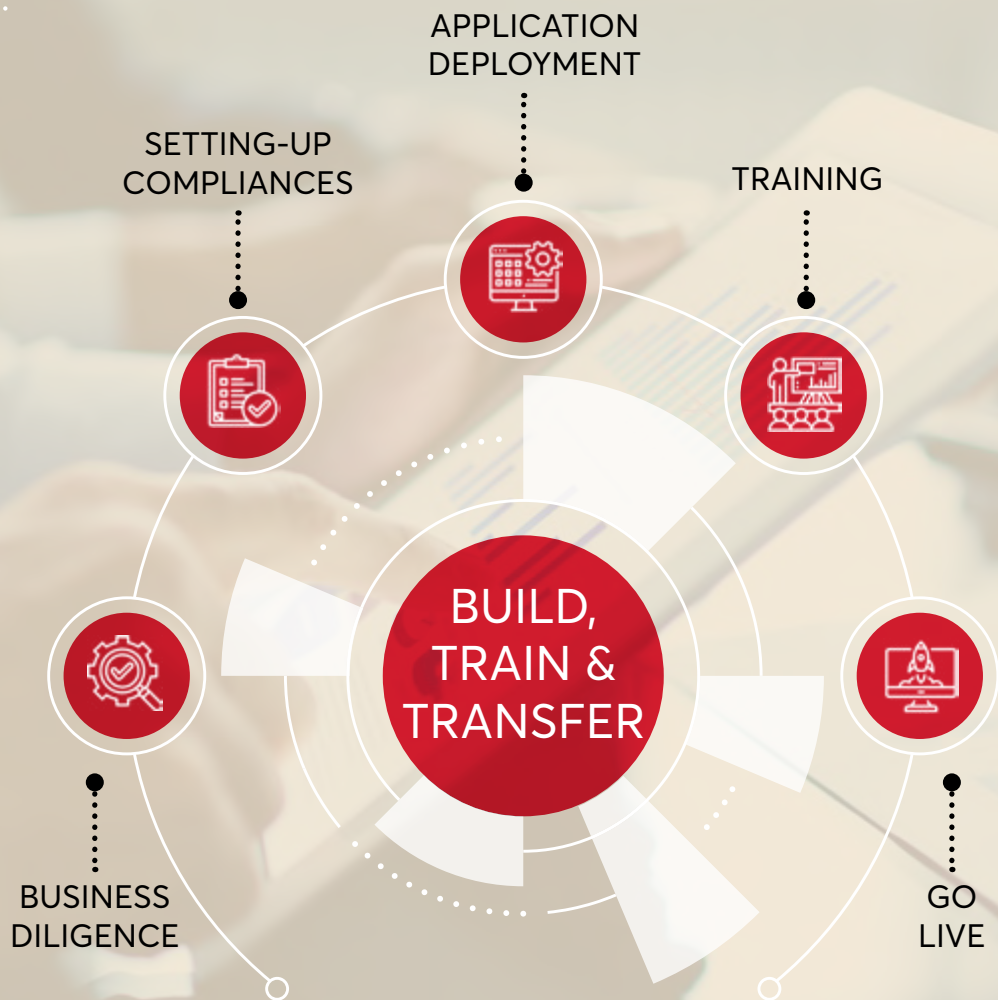 APPLICATION
DEPLOYMENT
SETTING-UP
COMPLIANCES
TRAINING
BUILD,
TRAIN &
TRANSFER
BUSINESS
DILIGENCE
GO
LIVE